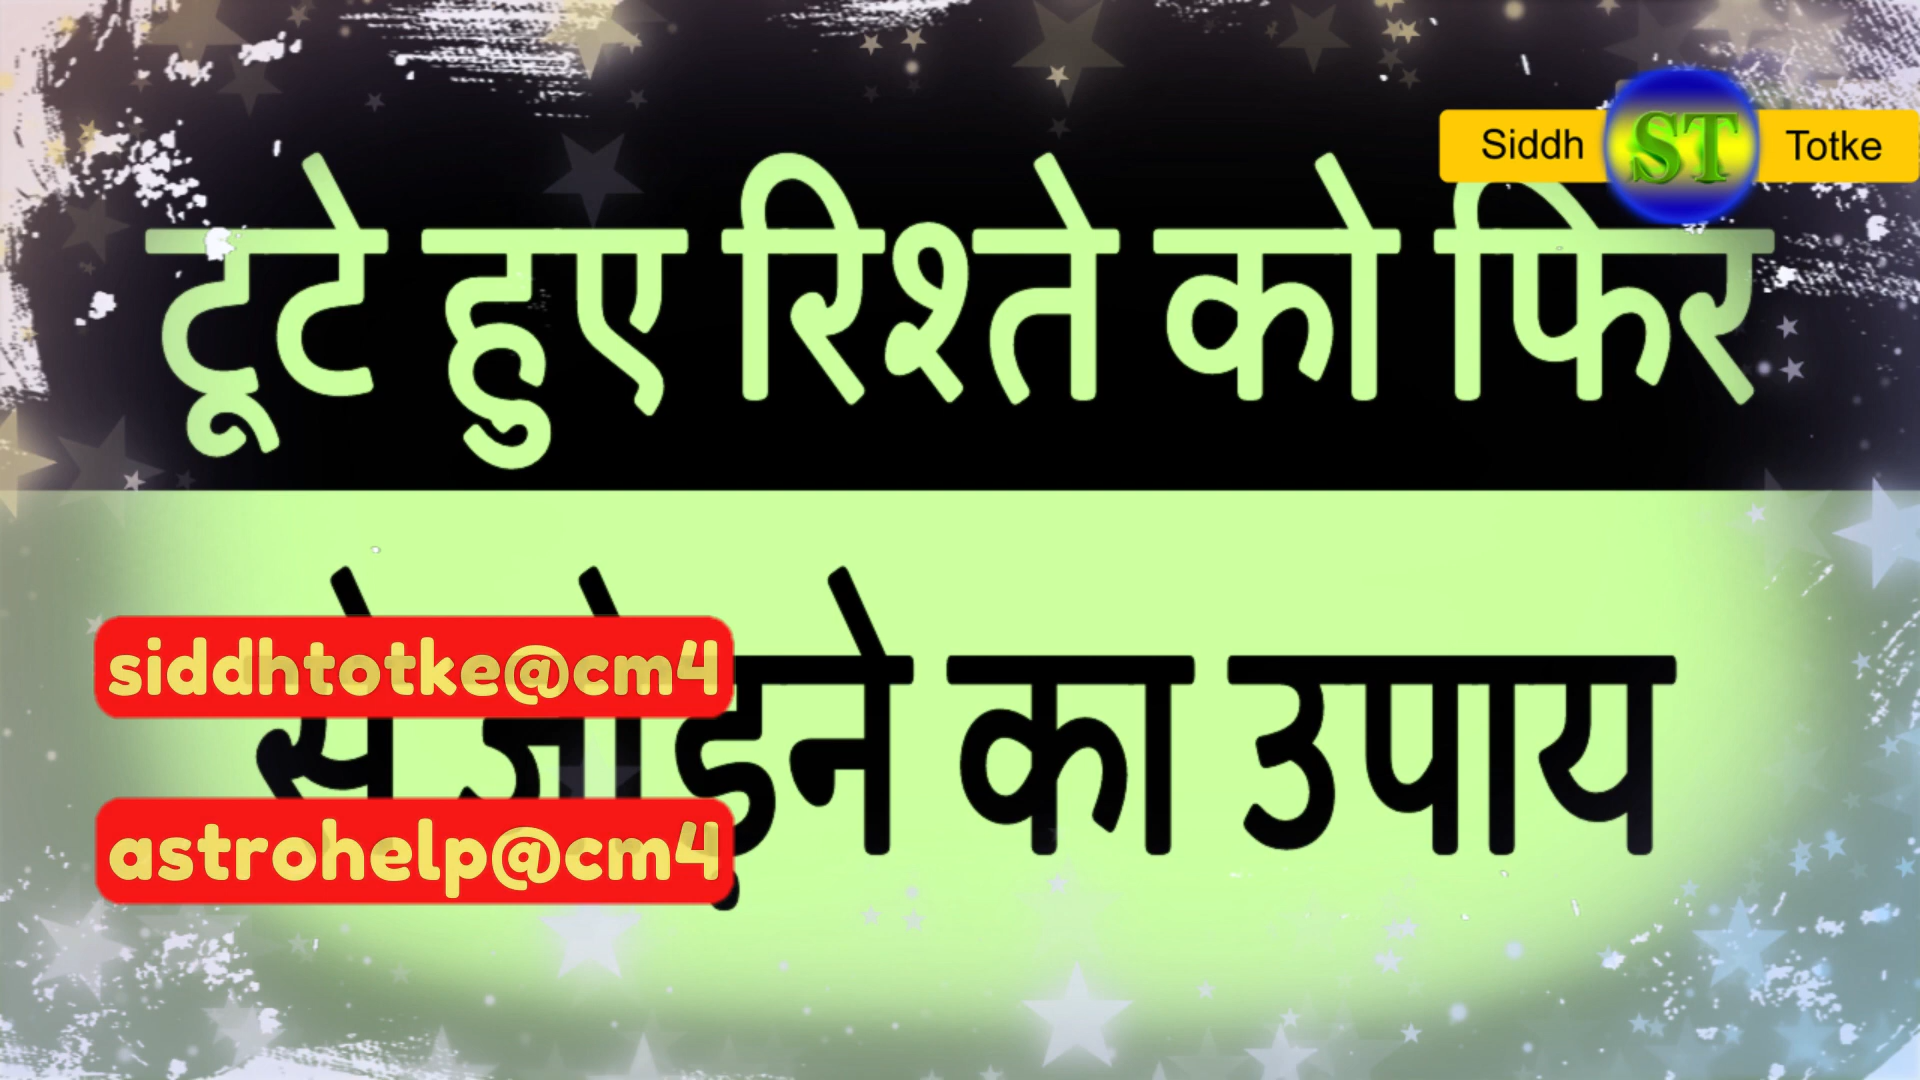 Siddh ST Totke
टूटे हुए रिश्ते को फिर
से जोड़ने का उपाय
siddhtotke@cm4
astrohelp@cm4